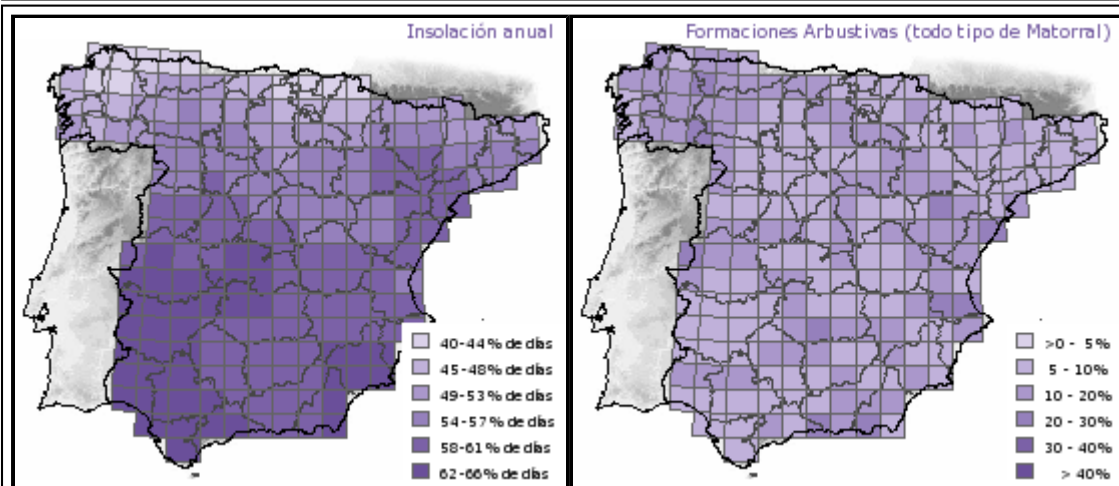 Insolación anual
40-44% de días
45-48% de días
49-53% de días
54-57% de días
58-61% de días
62-66% de días
Formaciones Arbustivas (todo tipo de Matorral)
>0 - 5%
5 - 10%
10 - 20%
20 - 30%
30 - 40%
> 40%